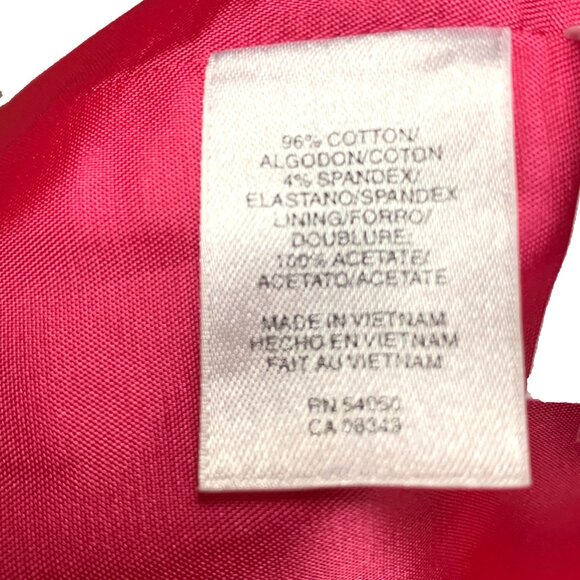 96% COTTON/
ALGODON/COTON
4% SPANDEX/
ELASTANO/SPANDEX
LINING/FORRO/
DOUBLURE:
100% ACETATE/
ACETATO/ACETATE
MADE IN VIETNAM
HECHO EN VIETNAM
FAIT AU VIETNAM
RN 54050
CA 08343